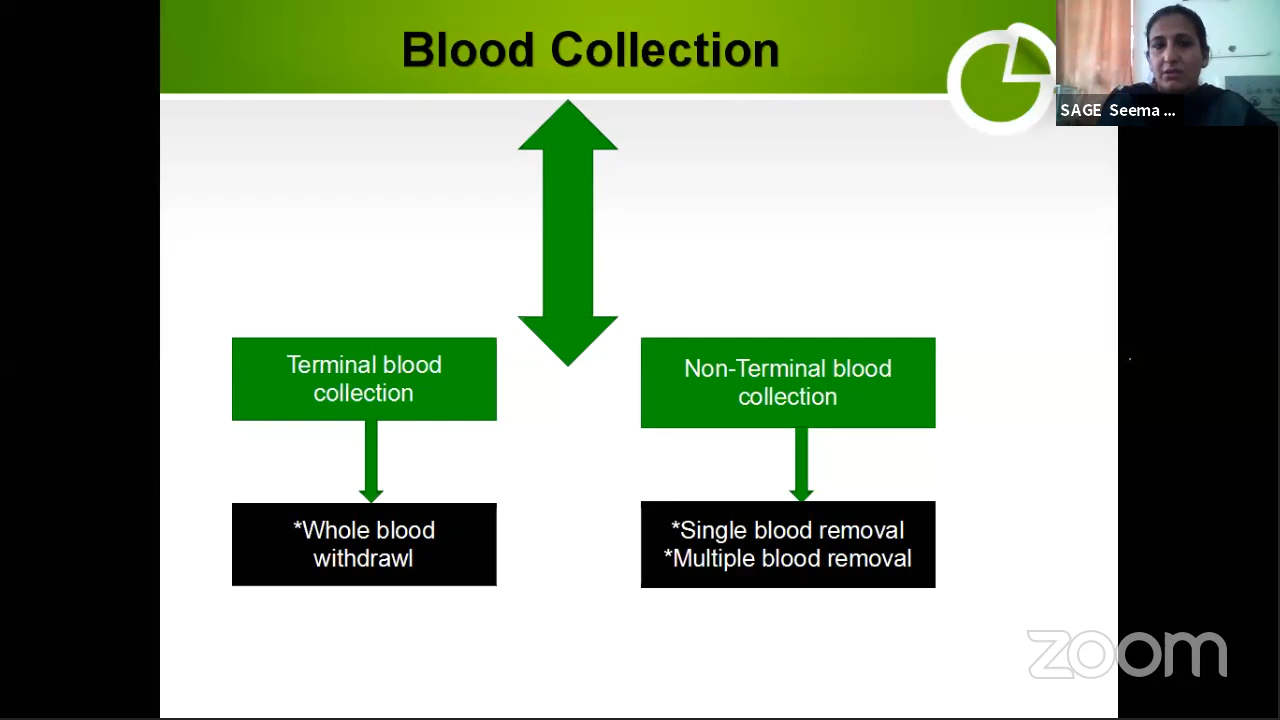 Blood Collection
SAGE Seema ...
Terminal blood
collection
Non-Terminal blood
collection
*Whole blood
withdrawl
*Single blood removal
*Multiple blood removal
zoom